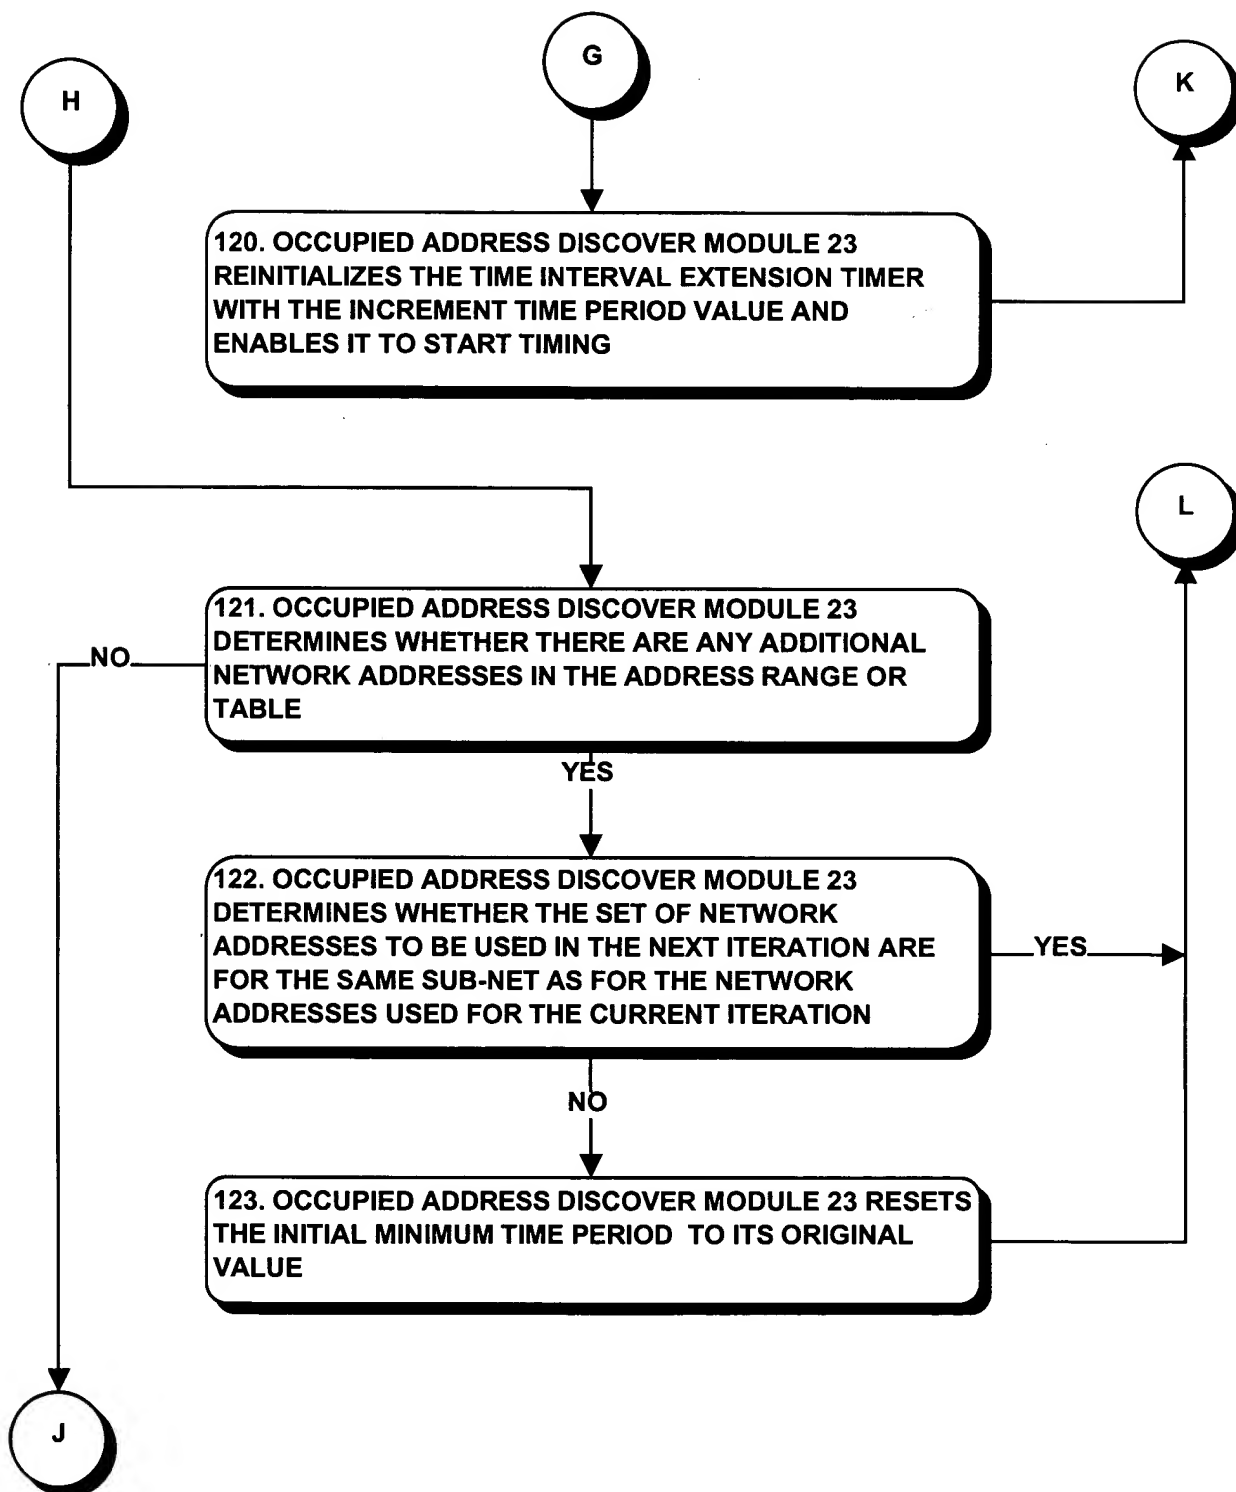 H
G
K
120. OCCUPIED ADDRESS DISCOVER MODULE 23
REINITIALIZES THE TIME INTERVAL EXTENSION TIMER
WITH THE INCREMENT TIME PERIOD VALUE AND
ENABLES IT TO START TIMING
L
121. OCCUPIED ADDRESS DISCOVER MODULE 23
DETERMINES WHETHER THERE ARE ANY ADDITIONAL
NETWORK ADDRESSES IN THE ADDRESS RANGE OR
TABLE
NO
YES
122. OCCUPIED ADDRESS DISCOVER MODULE 23
DETERMINES WHETHER THE SET OF NETWORK
ADDRESSES TO BE USED IN THE NEXT ITERATION ARE
FOR THE SAME SUB-NET AS FOR THE NETWORK
ADDRESSES USED FOR THE CURRENT ITERATION
YES
NO
123. OCCUPIED ADDRESS DISCOVER MODULE 23 RESETS
THE INITIAL MINIMUM TIME PERIOD TO ITS ORIGINAL
VALUE
J